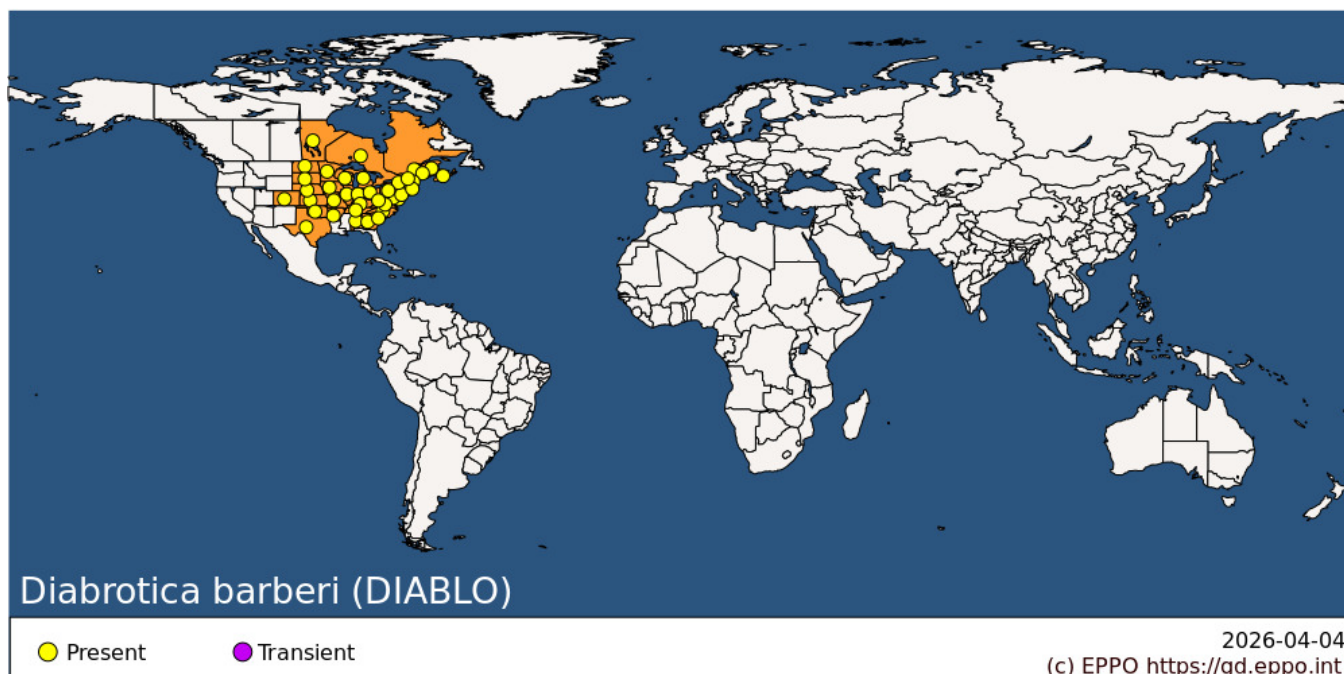 Diabrotica barberi (DIABLO)
Present
Transient
2026-04-04
(c) EPPO https://gd.eppo.int